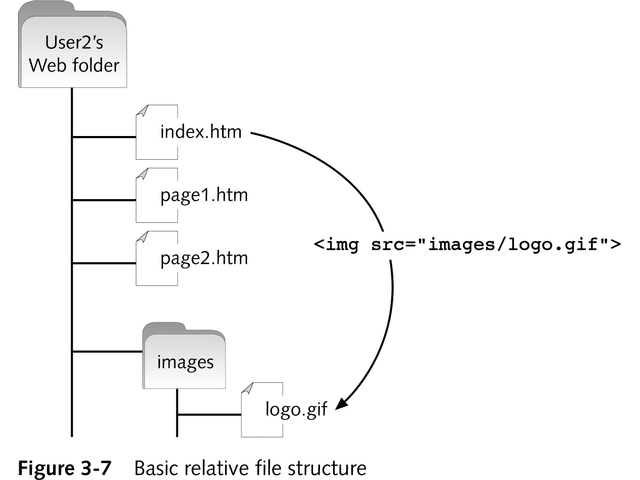 User2's
Web folder
index.htm
page1.htm
<img src="images/logo.gif">
page2.htm
images
logo.gif
Figure 3-7 Basic relative file structure